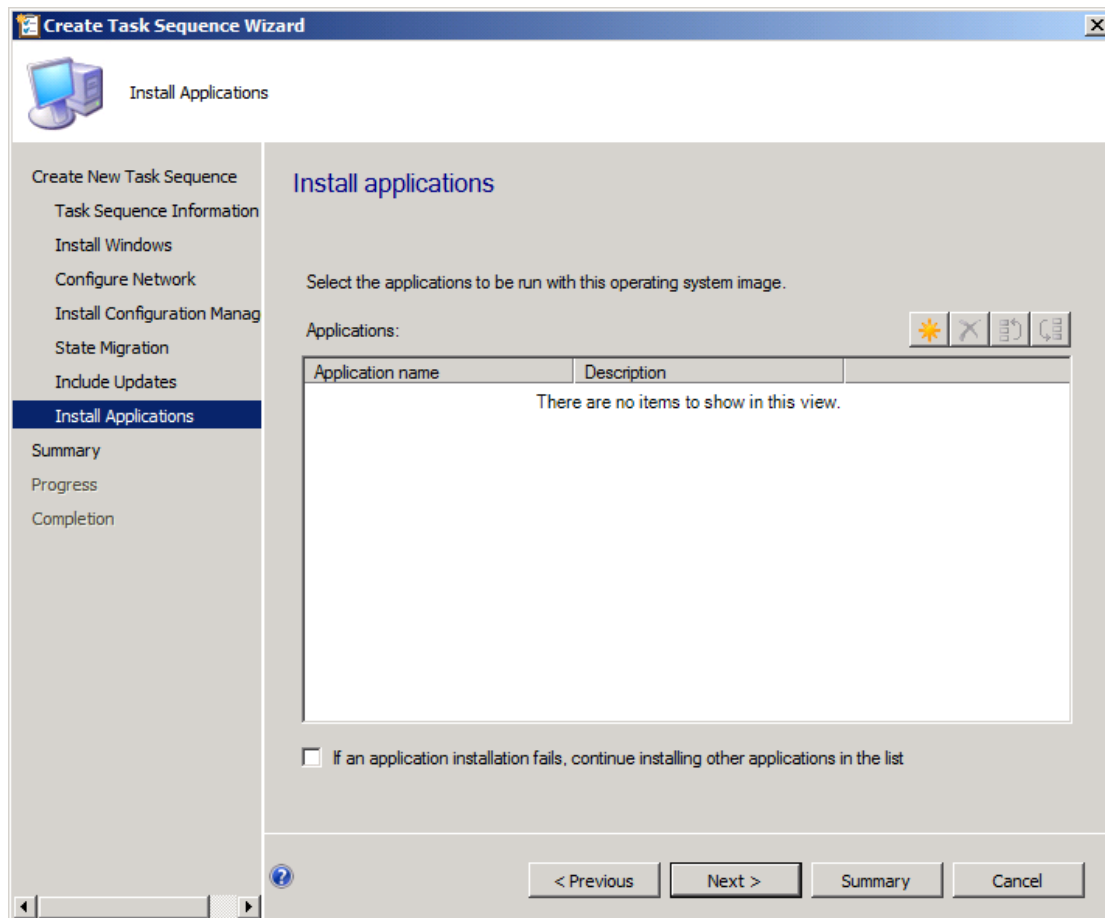 Create Task Sequence Wizard
Install Applications
Create New Task Sequence
Task Sequence Information
Install Windows
Configure Network
Install Configuration Manag
State Migration
Include Updates
Install Applications
Summary
Progress
Completion
Install applications
Select the applications to be run with this operating system image.
Applications:
Application name Description
There are no items to show in this view.
If an application installation fails, continue installing other applications in the list
< Previous Next > Summary Cancel